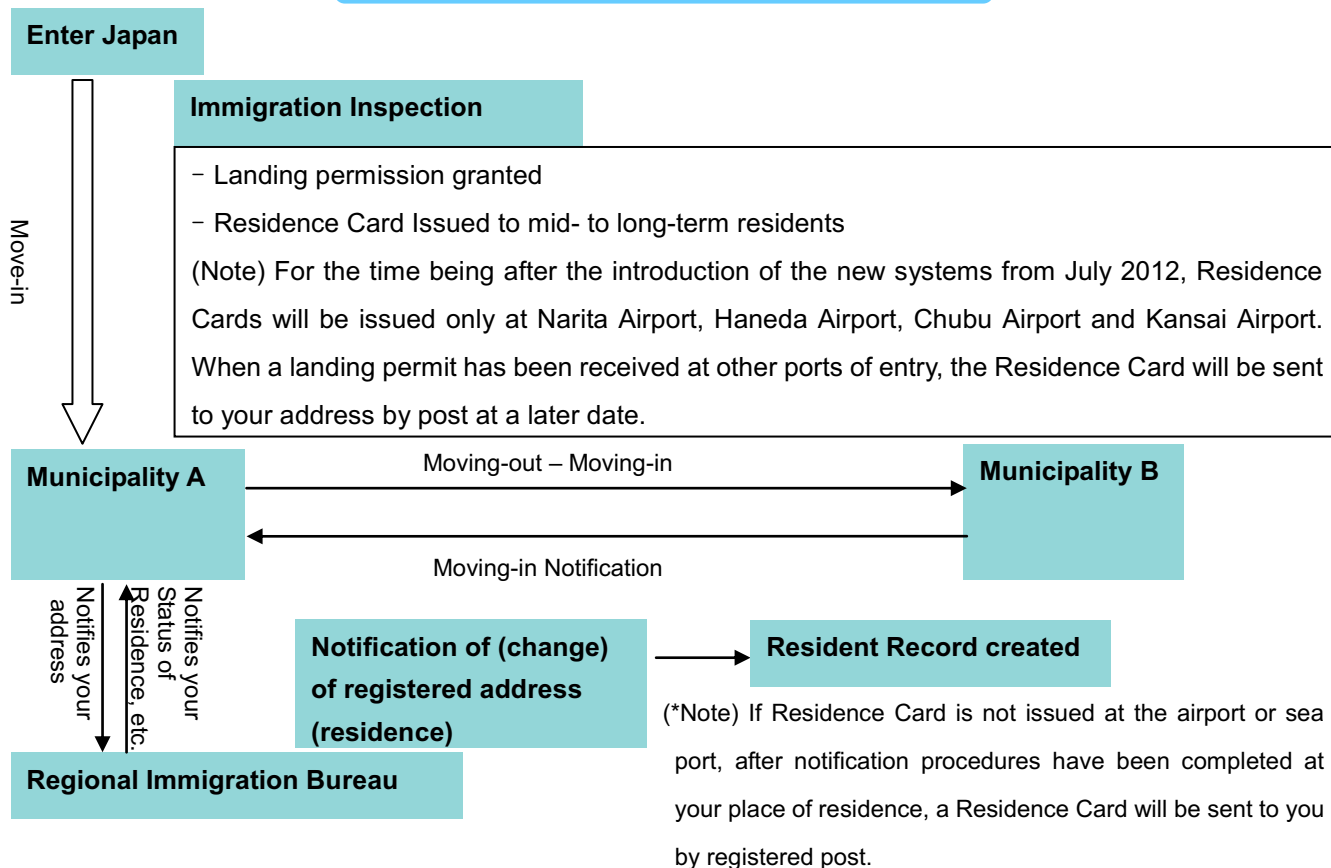 Enter Japan
Immigration Inspection
− Landing permission granted
− Residence Card Issued to mid- to long-term residents
(Note) For the time being after the introduction of the new systems from July 2012, Residence
Cards will be issued only at Narita Airport, Haneda Airport, Chubu Airport and Kansai Airport.
When a landing permit has been received at other ports of entry, the Residence Card will be sent
to your address by post at a later date.
Move-in
Municipality A
Moving-out – Moving-in
Municipality B
Moving-in Notification
Notifies your
address
Notifies your
Status of
Residence, etc.
Notification of (change)
of registered address
(residence)
Resident Record created
(*Note) If Residence Card is not issued at the airport or sea
port, after notification procedures have been completed at
your place of residence, a Residence Card will be sent to you
by registered post.
Regional Immigration Bureau